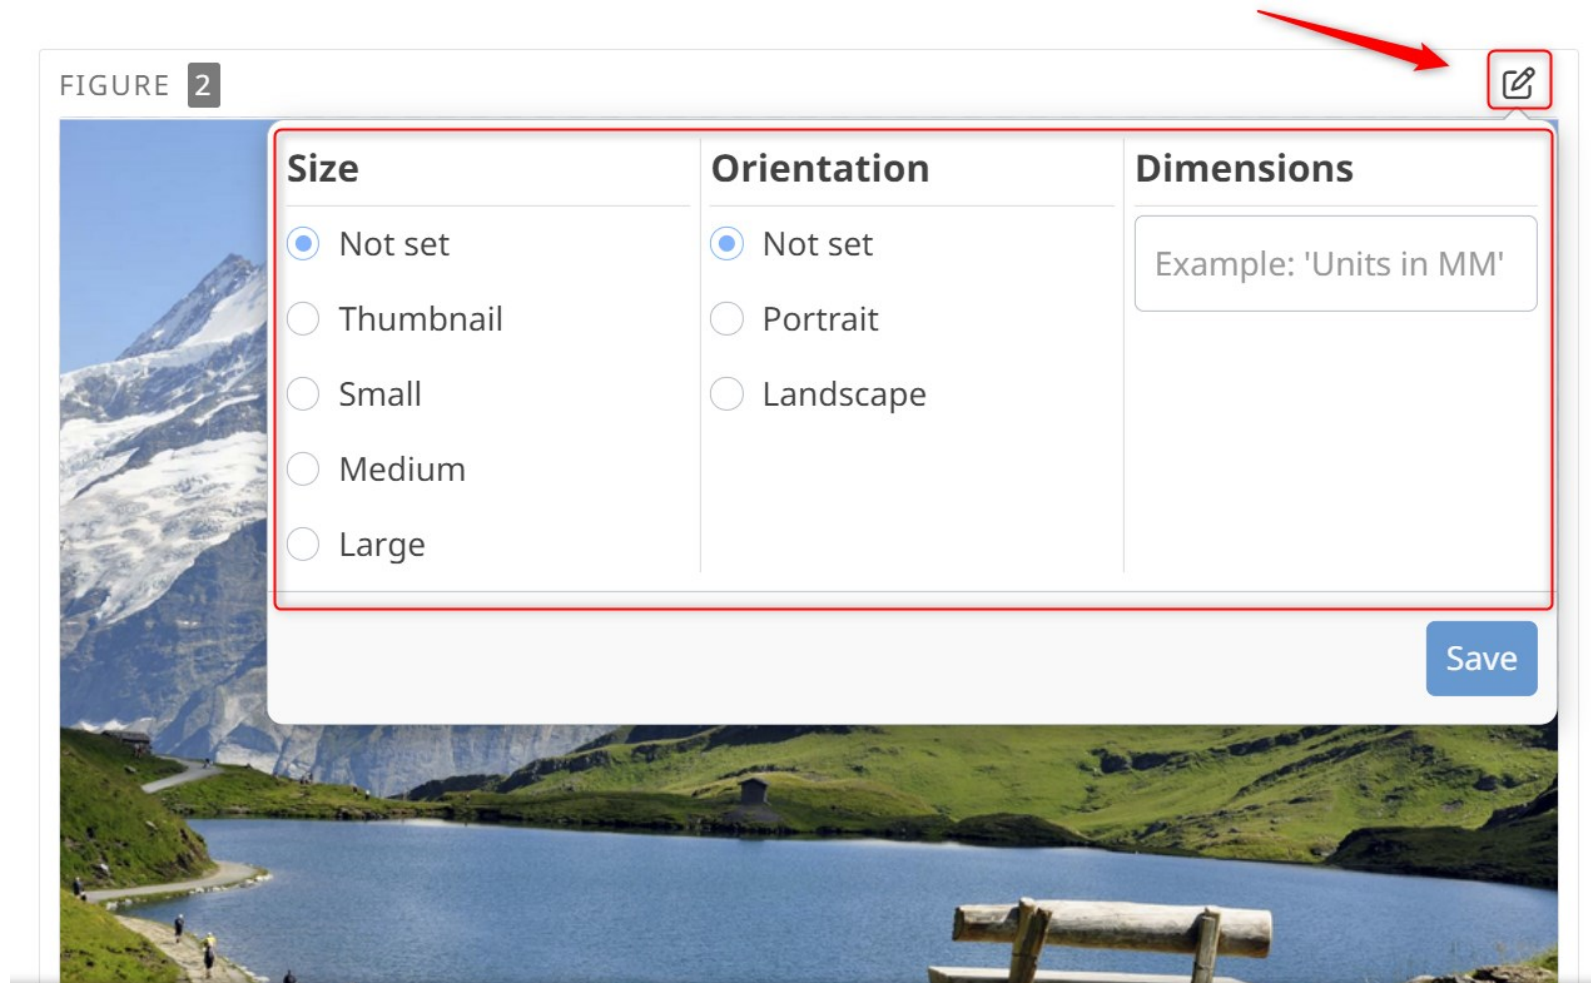 FIGURE 2
Size
Not set
Thumbnail
Small
Medium
Large
Orientation
Not set
Portrait
Landscape
Dimensions
Example: 'Units in MM'
Save